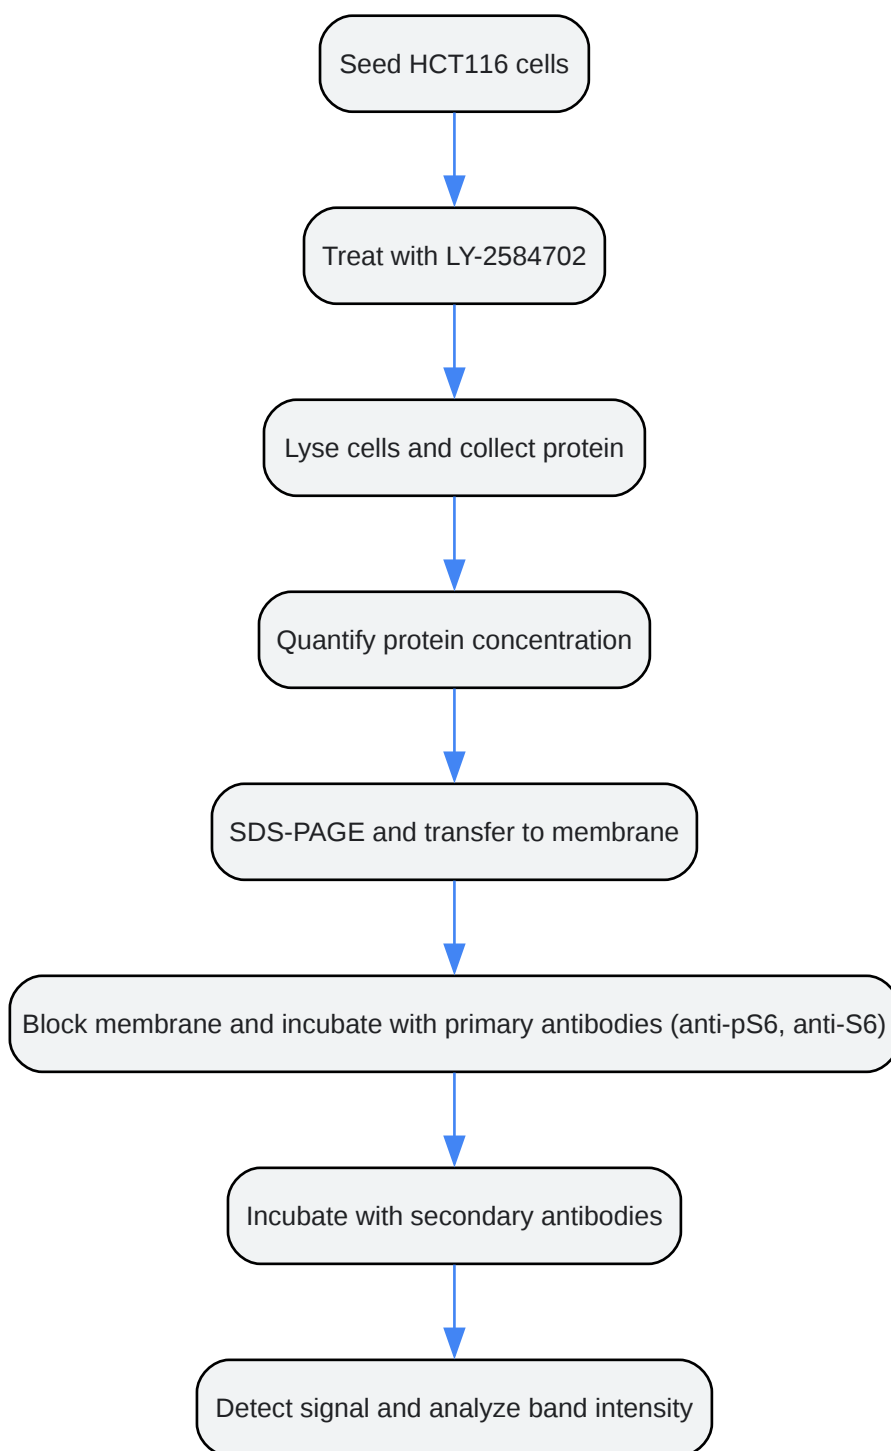 Seed HCT116 cells
Treat with LY-2584702
Lyse cells and collect protein
Quantify protein concentration
SDS-PAGE and transfer to membrane
Block membrane and incubate with primary antibodies (anti-pS6, anti-S6)
Incubate with secondary antibodies
Detect signal and analyze band intensity